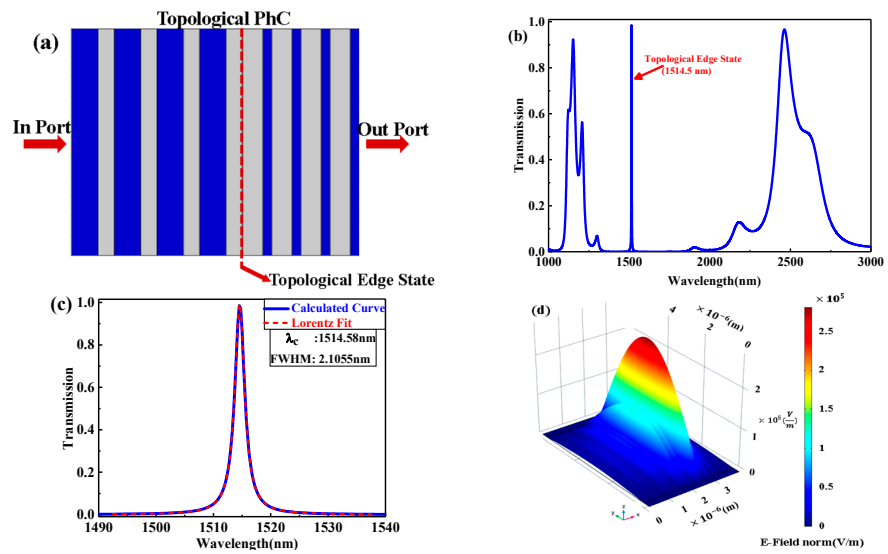 Topological PhC
(a)
In Port
Out Port
Topological Edge State
(b)
Transmission
1.0
0.8
0.6
0.4
0.2
0.0
Topological Edge State
(1514.5 nm)
1000
1500
2000
2500
3000
Wavelength(nm)
(c)
Transmission
1.0
0.8
0.6
0.4
0.2
0.0
Calculated Curve
Lorentz Fit
λc :1514.58nm
FWHM: 2.1055nm
1490
1500
1510
1520
1530
1540
Wavelength(nm)
(d)
4
2
0
× 10⁻⁶(m)
2
1
0
× 10⁵(V/m)
0
1
2
3
× 10⁻⁶(m)
y
z
x
× 10⁵
2.5
2
1.5
1
0.5
0
E-Field norm(V/m)